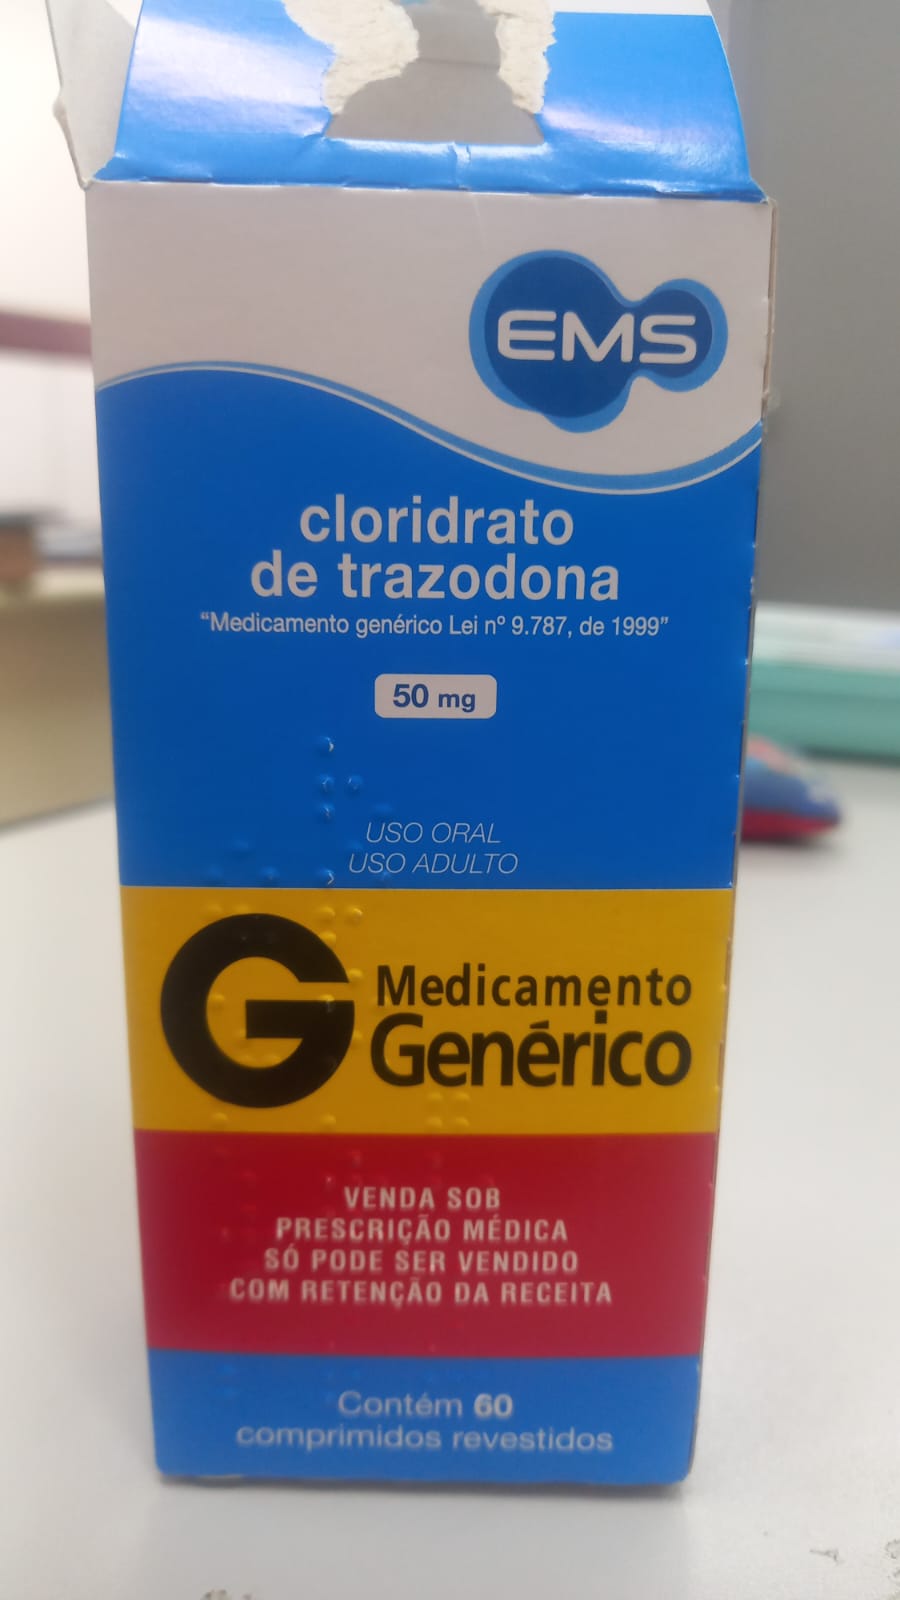 EMS
cloridrato
de trazodona
"Medicamento genérico Lei nº 9.787, de 1999"
50 mg
USO ORAL
USO ADULTO
G
Medicamento
Genérico
VENDA SOB
PRESCRIÇÃO MÉDICA
SÓ PODE SER VENDIDO
COM RETENÇÃO DA RECEITA
Contém 60
comprimidos revestidos